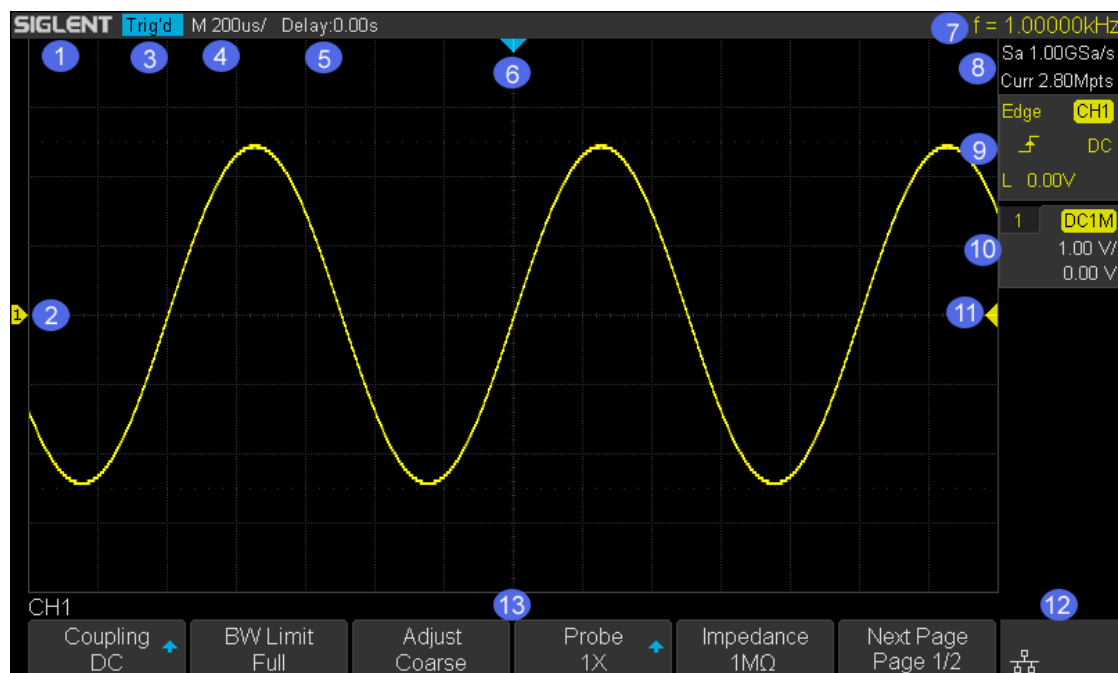 SIGLENT Trig'd M 200us/ Delay:0.00s
7 f = 1.00000kHz
1 3 4 5 6
8 Sa 1.00GSa/s
Curr 2.80Mpts
Edge CH1
9 DC
L 0.00V
1 DC1M
10 1.00 V/
0.00 V
1 2 11
CH1
13 12
Coupling
DC
BW Limit
Full
Adjust
Coarse
Probe
1X
Impedance
1MΩ
Next Page
Page 1/2